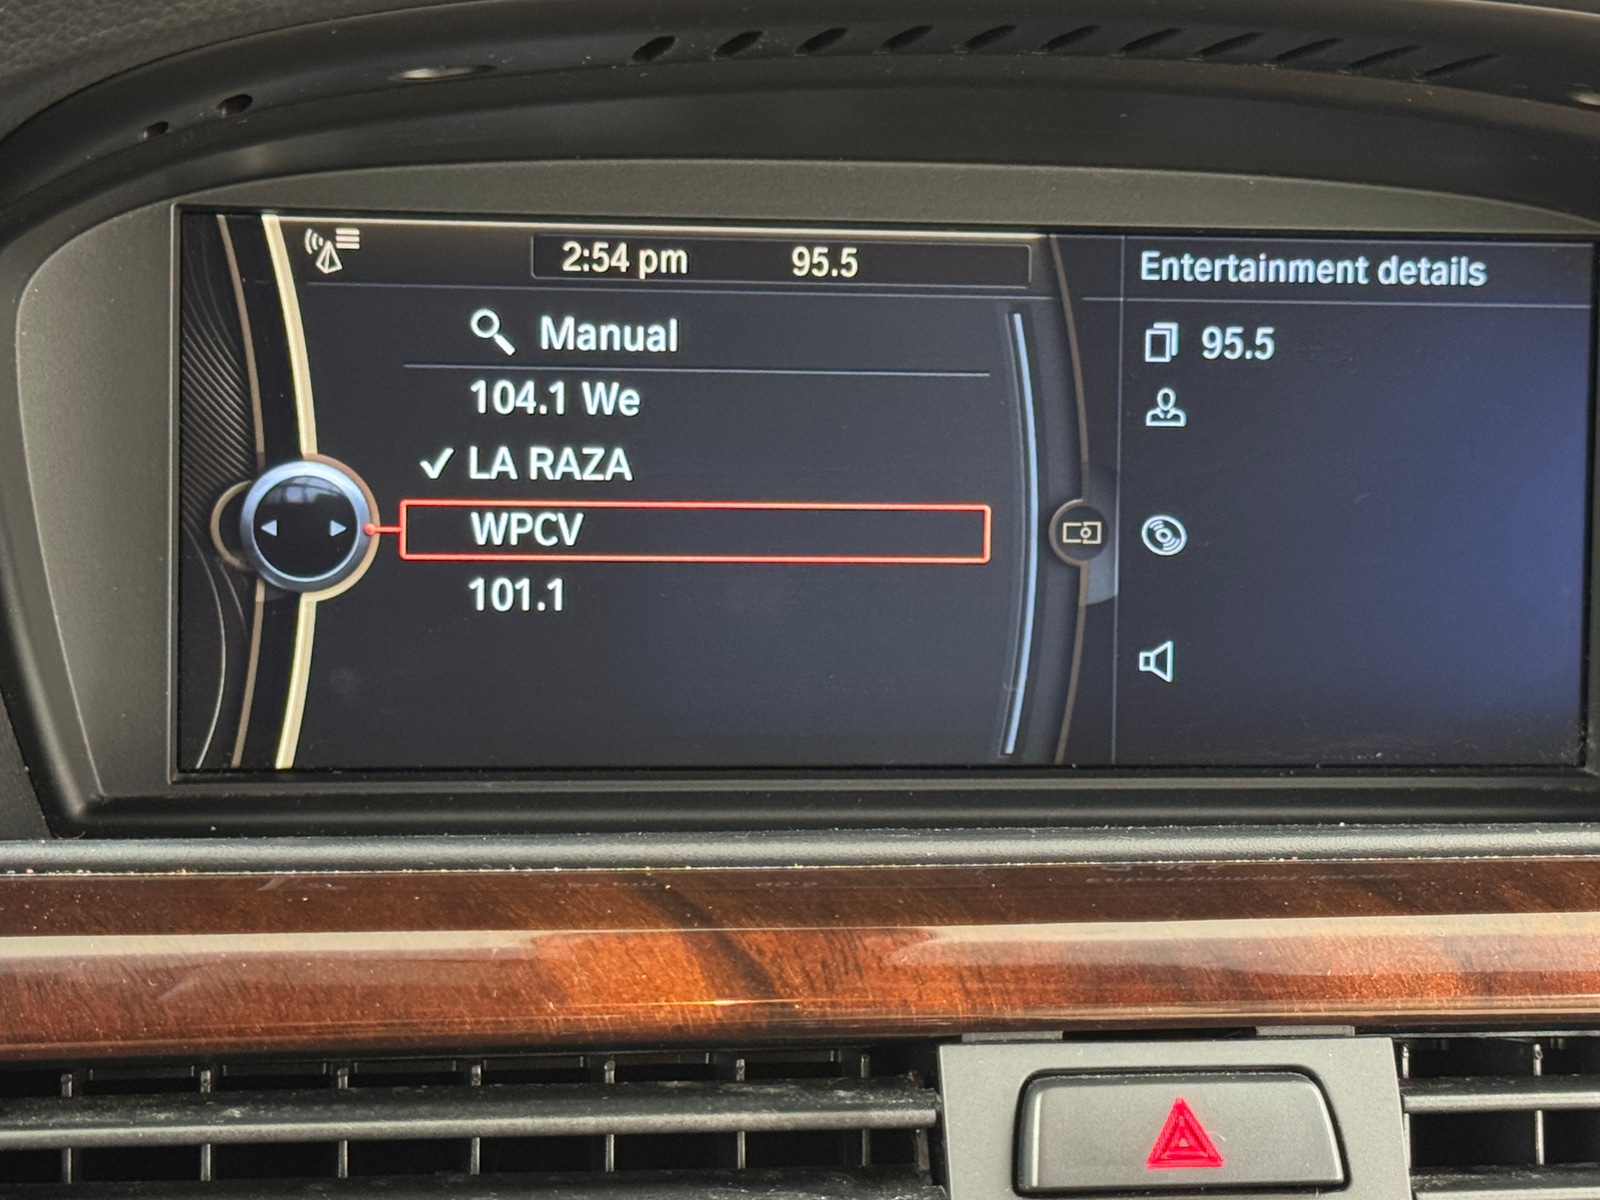 2:54 pm 95.5
Manual
104.1 We
LA RAZA
WPCV
101.1
Entertainment details
95.5